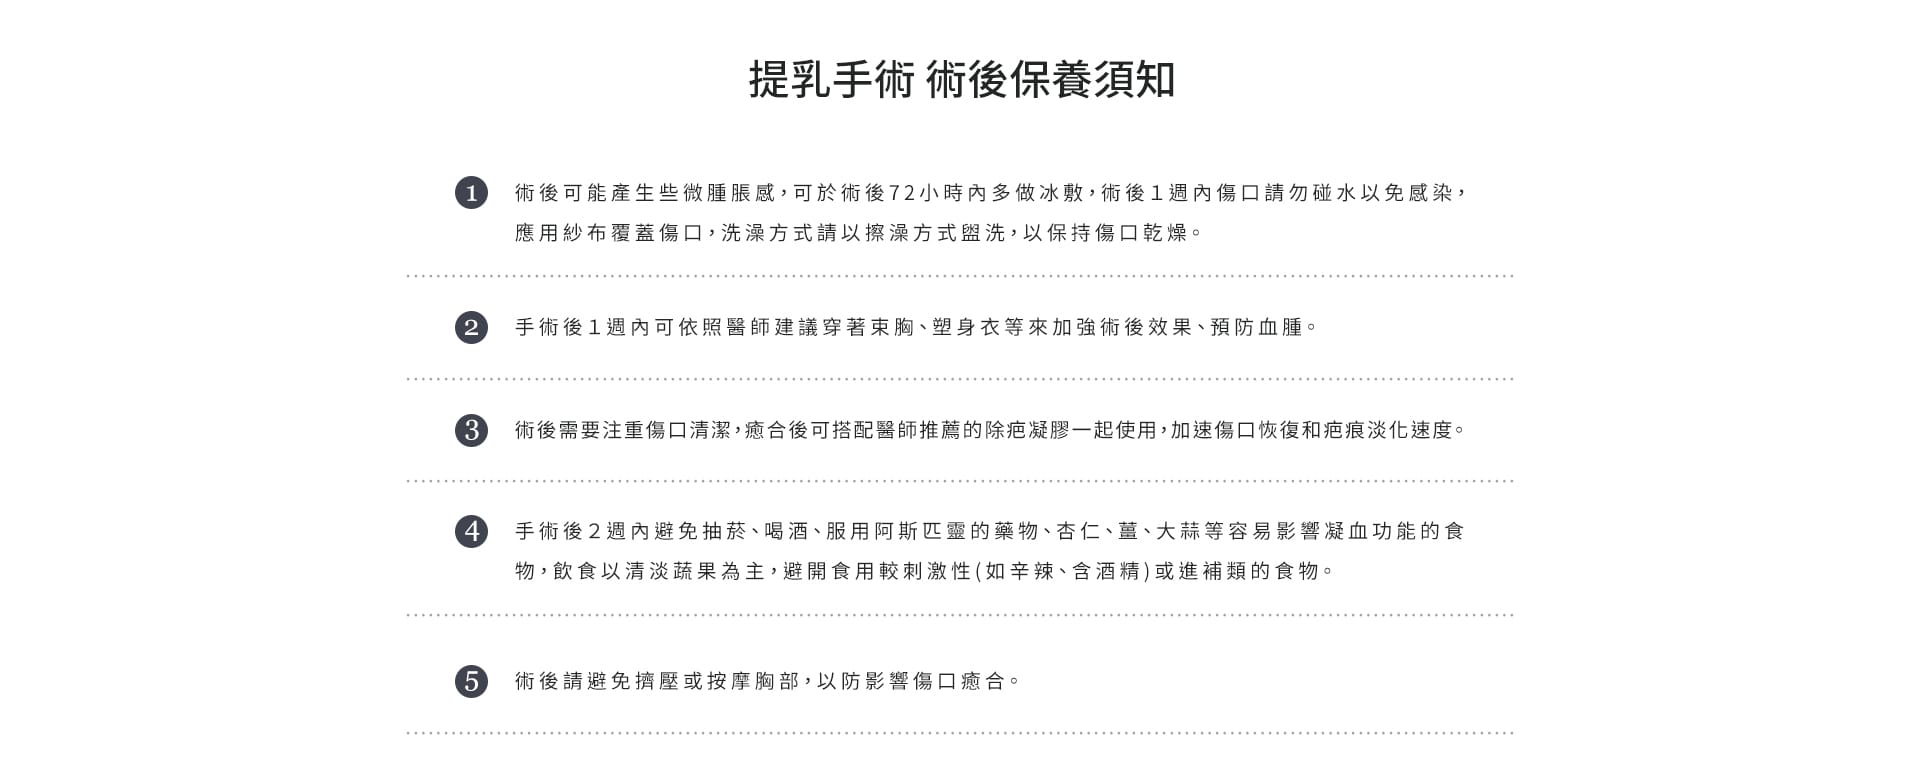 提乳手術 術後保養須知
1 術後可能產生些微腫脹感，可於術後72小時內多做冰敷，術後1週內傷口請勿碰水以免感染，
應用紗布覆蓋傷口，洗澡方式請以擦澡方式盥洗，以保持傷口乾燥。
2 手術後1週內可依照醫師建議穿著束胸、塑身衣等來加強術後效果、預防血腫。
3 術後需要注重傷口清潔，癒合後可搭配醫師推薦的除疤凝膠一起使用，加速傷口恢復和疤痕淡化速度。
4 手術後2週內避免抽菸、喝酒、服用阿斯匹靈的藥物、杏仁、薑、大蒜等容易影響凝血功能的食
物，飲食以清淡蔬果為主，避開食用較刺激性(如辛辣、含酒精)或進補類的食物。
5 術後請避免擠壓或按摩胸部，以防影響傷口癒合。